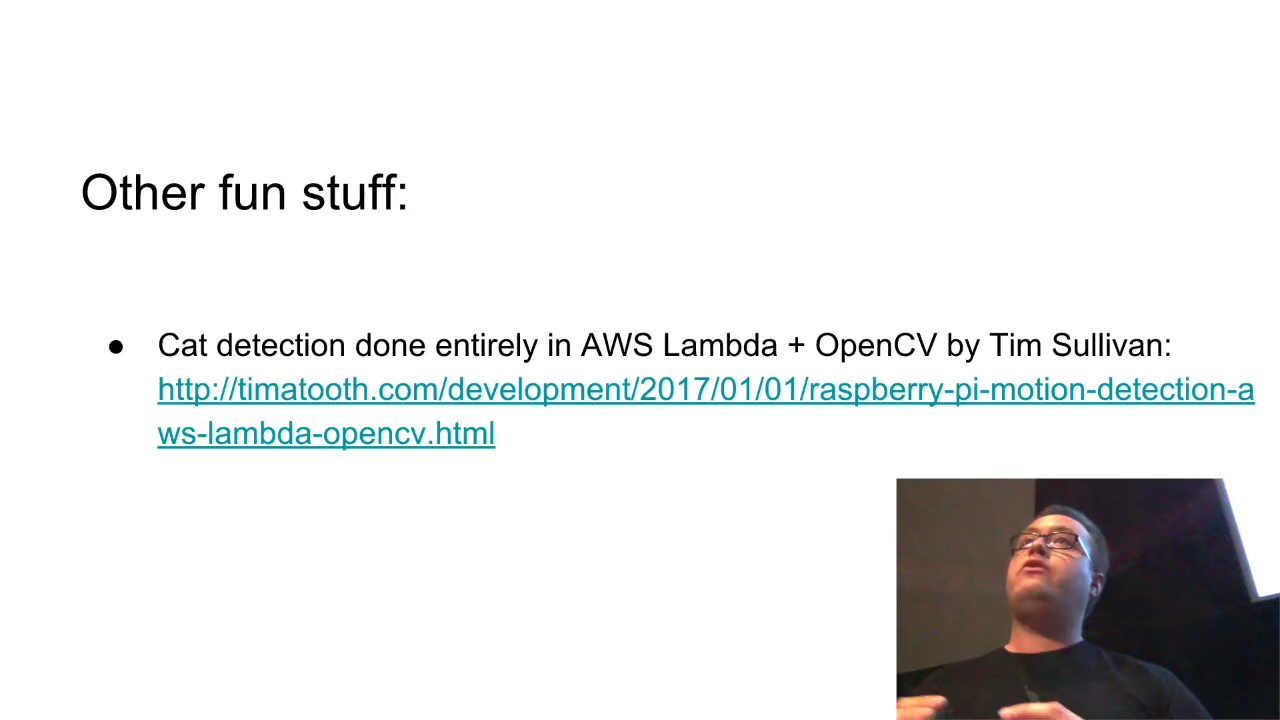 Other fun stuff:
● Cat detection done entirely in AWS Lambda + OpenCV by Tim Sullivan:
http://timatooth.com/development/2017/01/01/raspberry-pi-motion-detection-a
ws-lambda-opencv.html